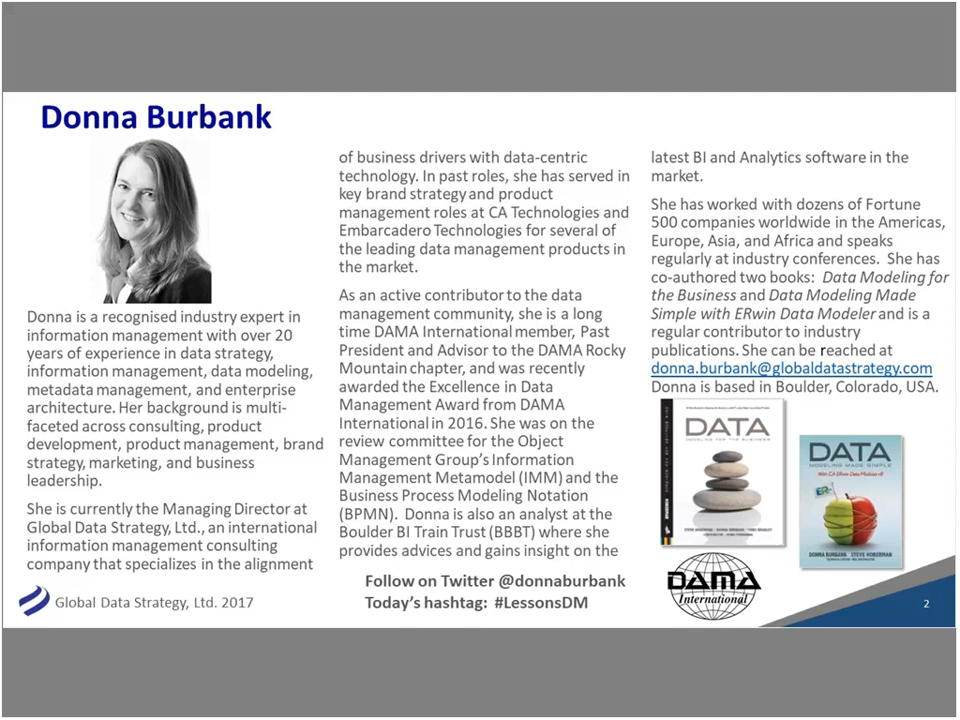 Donna Burbank
Donna is a recognised industry expert in
information management with over 20
years of experience in data strategy,
information management, data modeling,
metadata management, and enterprise
architecture. Her background is multi-
faceted across consulting, product
development, product management, brand
strategy, marketing, and business
leadership.
She is currently the Managing Director at
Global Data Strategy, Ltd., an international
information management consulting
company that specializes in the alignment
of business drivers with data-centric
technology. In past roles, she has served in
key brand strategy and product
management roles at CA Technologies and
Embarcadero Technologies for several of
the leading data management products in
the market.
As an active contributor to the data
management community, she is a long
time DAMA International member, Past
President and Advisor to the DAMA Rocky
Mountain chapter, and was recently
awarded the Excellence in Data
Management Award from DAMA
International in 2016. She was on the
review committee for the Object
Management Group's Information
Management Metamodel (IMM) and the
Business Process Modeling Notation
(BPMN).  Donna is also an analyst at the
Boulder BI Train Trust (BBBT) where she
provides advices and gains insight on the
latest BI and Analytics software in the
market.
She has worked with dozens of Fortune
500 companies worldwide in the Americas,
Europe, Asia, and Africa and speaks
regularly at industry conferences.  She has
co-authored two books:  Data Modeling for
the Business and Data Modeling Made
Simple with ERwin Data Modeler and is a
regular contributor to industry
publications. She can be reached at
donna.burbank@globaldatastrategy.com
Donna is based in Boulder, Colorado, USA.
DATA
MODELING FOR THE BUSINESS
DATA
MODELING MADE SIMPLE
With CA ERwin Data Modeler r8
DONNA BURBANK STEVE HOBERMAN
DAMA
International
Follow on Twitter @donnaburbank
Today's hashtag:  #LessonsDM
Global Data Strategy, Ltd. 2017
2